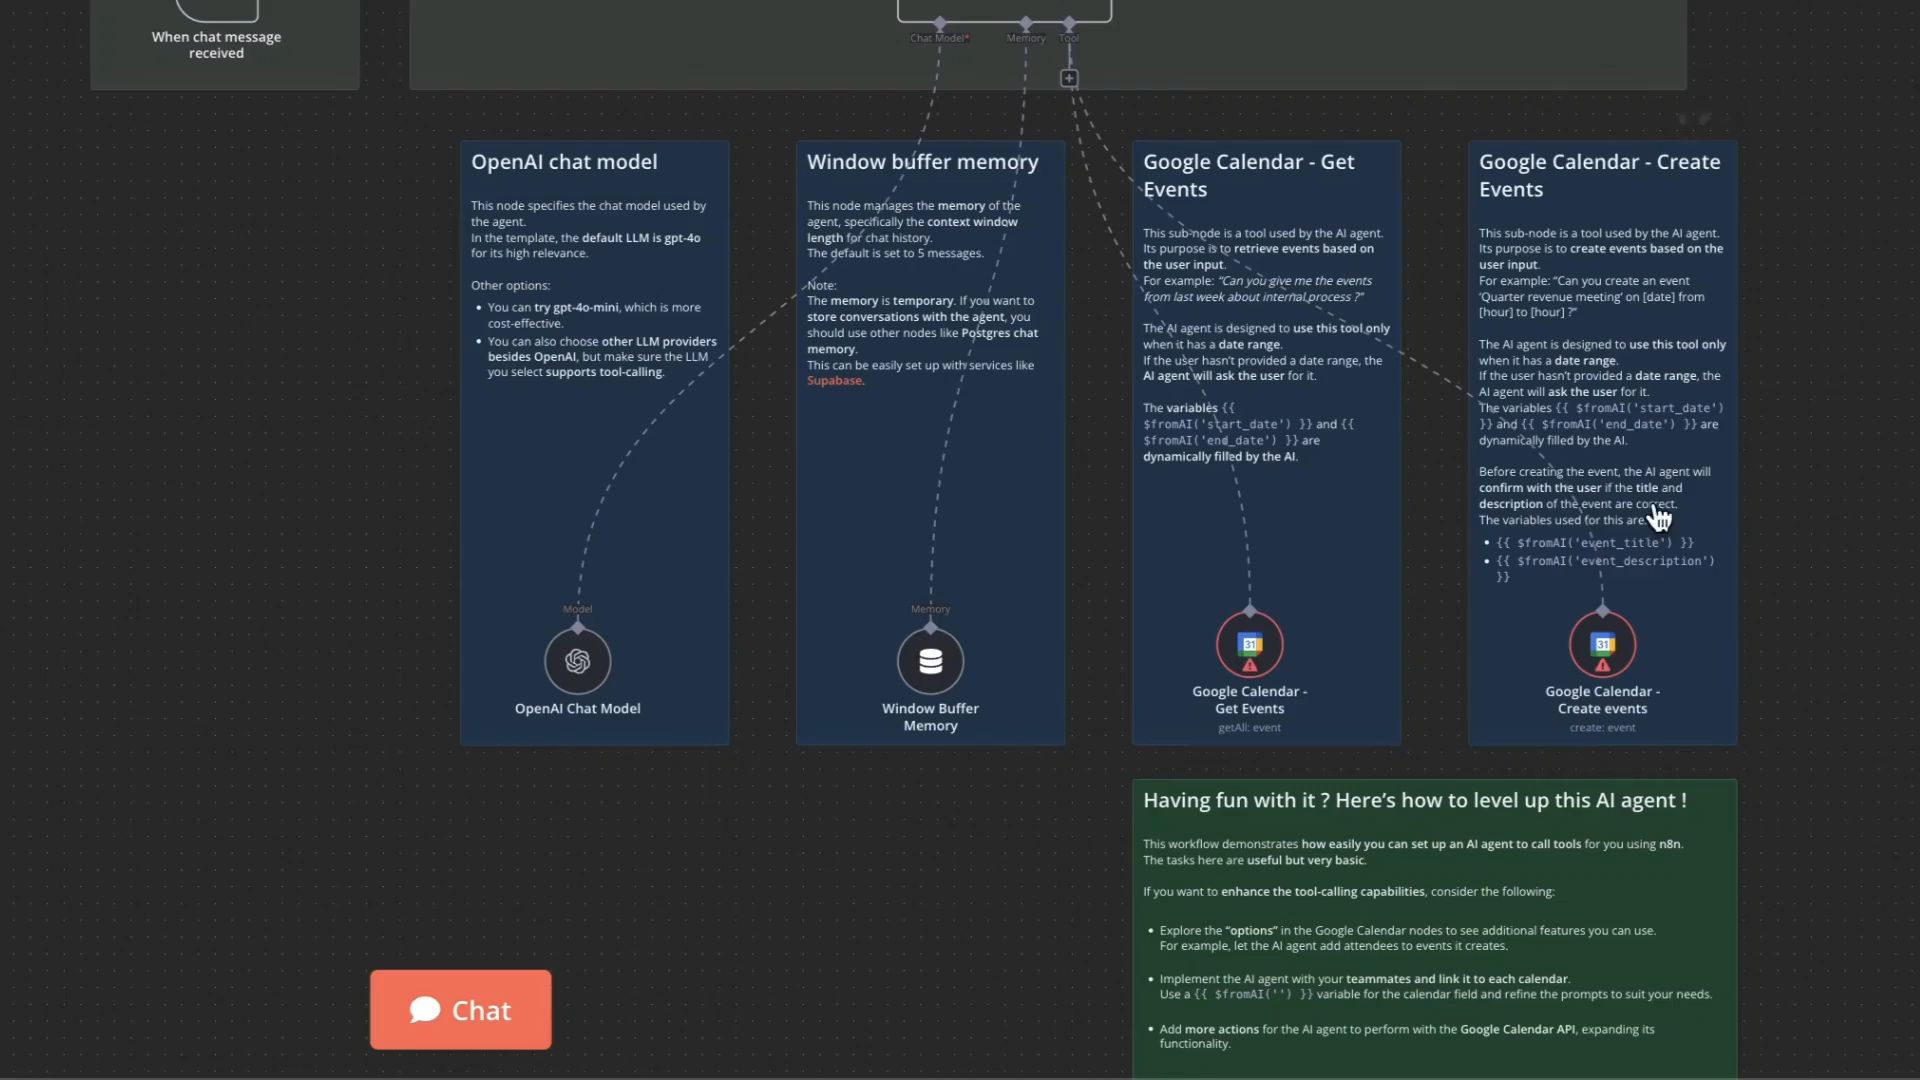 When chat message
received
Chat Model*
Memory
Tool
OpenAI chat model
This node specifies the chat model used by
the agent.
In the template, the default LLM is gpt-4o
for its high relevance.
Other options:
• You can try gpt-4o-mini, which is more
cost-effective.
• You can also choose other LLM providers
besides OpenAI, but make sure the LLM
you select supports tool-calling.
Model
OpenAI Chat Model
Window buffer memory
This node manages the memory of the
agent, specifically the context window
length for chat history.
The default is set to 5 messages.
Note:
The memory is temporary. If you want to
store conversations with the agent, you
should use other nodes like Postgres chat
memory.
This can be easily set up with services like
Supabase.
Memory
Window Buffer
Memory
Google Calendar - Get
Events
This sub-node is a tool used by the AI agent.
Its purpose is to retrieve events based on
the user input.
For example: “Can you give me the events
from last week about internal process ?”
The AI agent is designed to use this tool only
when it has a date range.
If the user hasn’t provided a date range, the
AI agent will ask the user for it.
The variables {{
$fromAI('start_date') }} and {{
$fromAI('end_date') }} are
dynamically filled by the AI.
31
Google Calendar -
Get Events
getAll: event
Google Calendar - Create
Events
This sub-node is a tool used by the AI agent.
Its purpose is to create events based on the
user input.
For example: “Can you create an event
‘Quarter revenue meeting’ on [date] from
[hour] to [hour] ?”
The AI agent is designed to use this tool only
when it has a date range.
If the user hasn’t provided a date range, the
AI agent will ask the user for it.
The variables {{ $fromAI('start_date')
}} and {{ $fromAI('end_date') }} are
dynamically filled by the AI.
Before creating the event, the AI agent will
confirm with the user if the title and
description of the event are correct.
The variables used for this are
• {{ $fromAI('event_title') }}
• {{ $fromAI('event_description')
}}
31
Google Calendar -
Create events
create: event
Having fun with it ? Here’s how to level up this AI agent !
This workflow demonstrates how easily you can set up an AI agent to call tools for you using n8n.
The tasks here are useful but very basic.
If you want to enhance the tool-calling capabilities, consider the following:
• Explore the “options” in the Google Calendar nodes to see additional features you can use.
For example, let the AI agent add attendees to events it creates.
• Implement the AI agent with your teammates and link it to each calendar.
Use a {{ $fromAI('') }} variable for the calendar field and refine the prompts to suit your needs.
• Add more actions for the AI agent to perform with the Google Calendar API, expanding its
functionality.
Chat